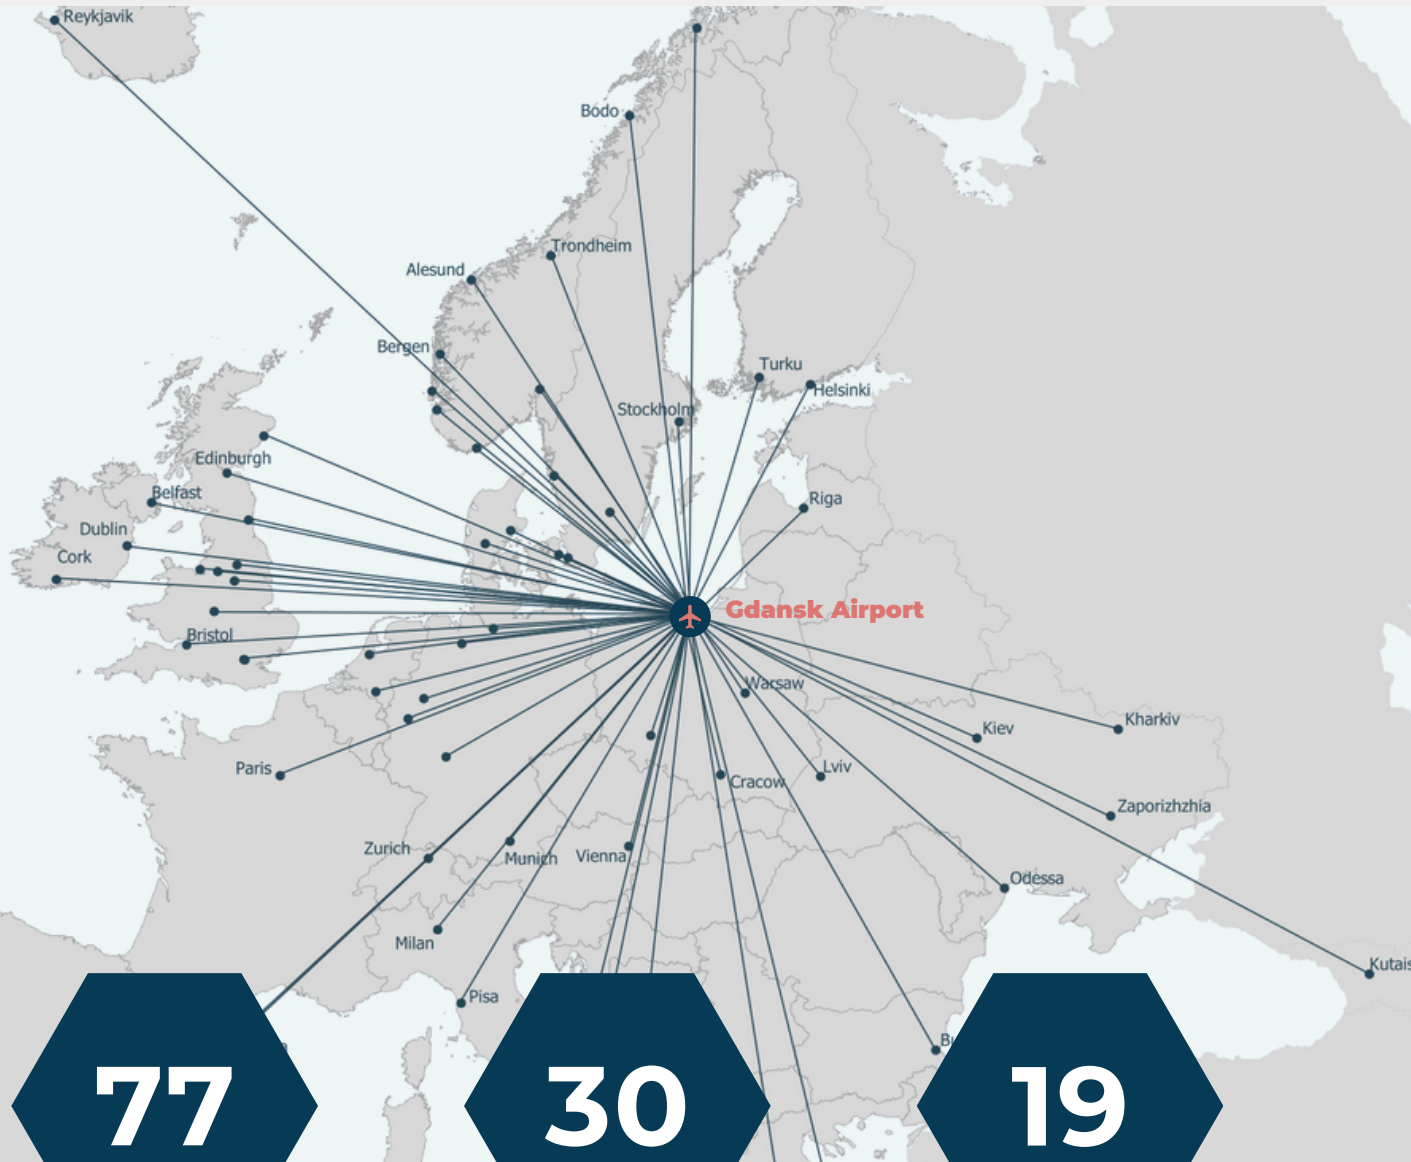 Reykjavik
Bodo
Trondheim
Alesund
Bergen
Turku
Helsinki
Stockholm
Edinburgh
Belfast
Riga
Dublin
Cork
Gdansk Airport
Bristol
Warsaw
Kharkiv
Kiev
Paris
Lviv
Cracow
Zaporizhzhia
Zurich
Munich
Vienna
Odessa
Milan
Kutais
Pisa
77
30
19